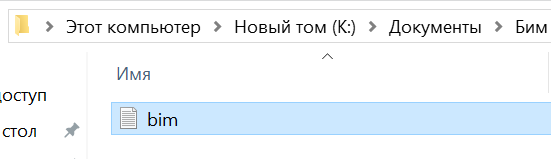 Этот компьютер > Новый том (K:) > Документы > Бим
Имя
доступ
bim
стол